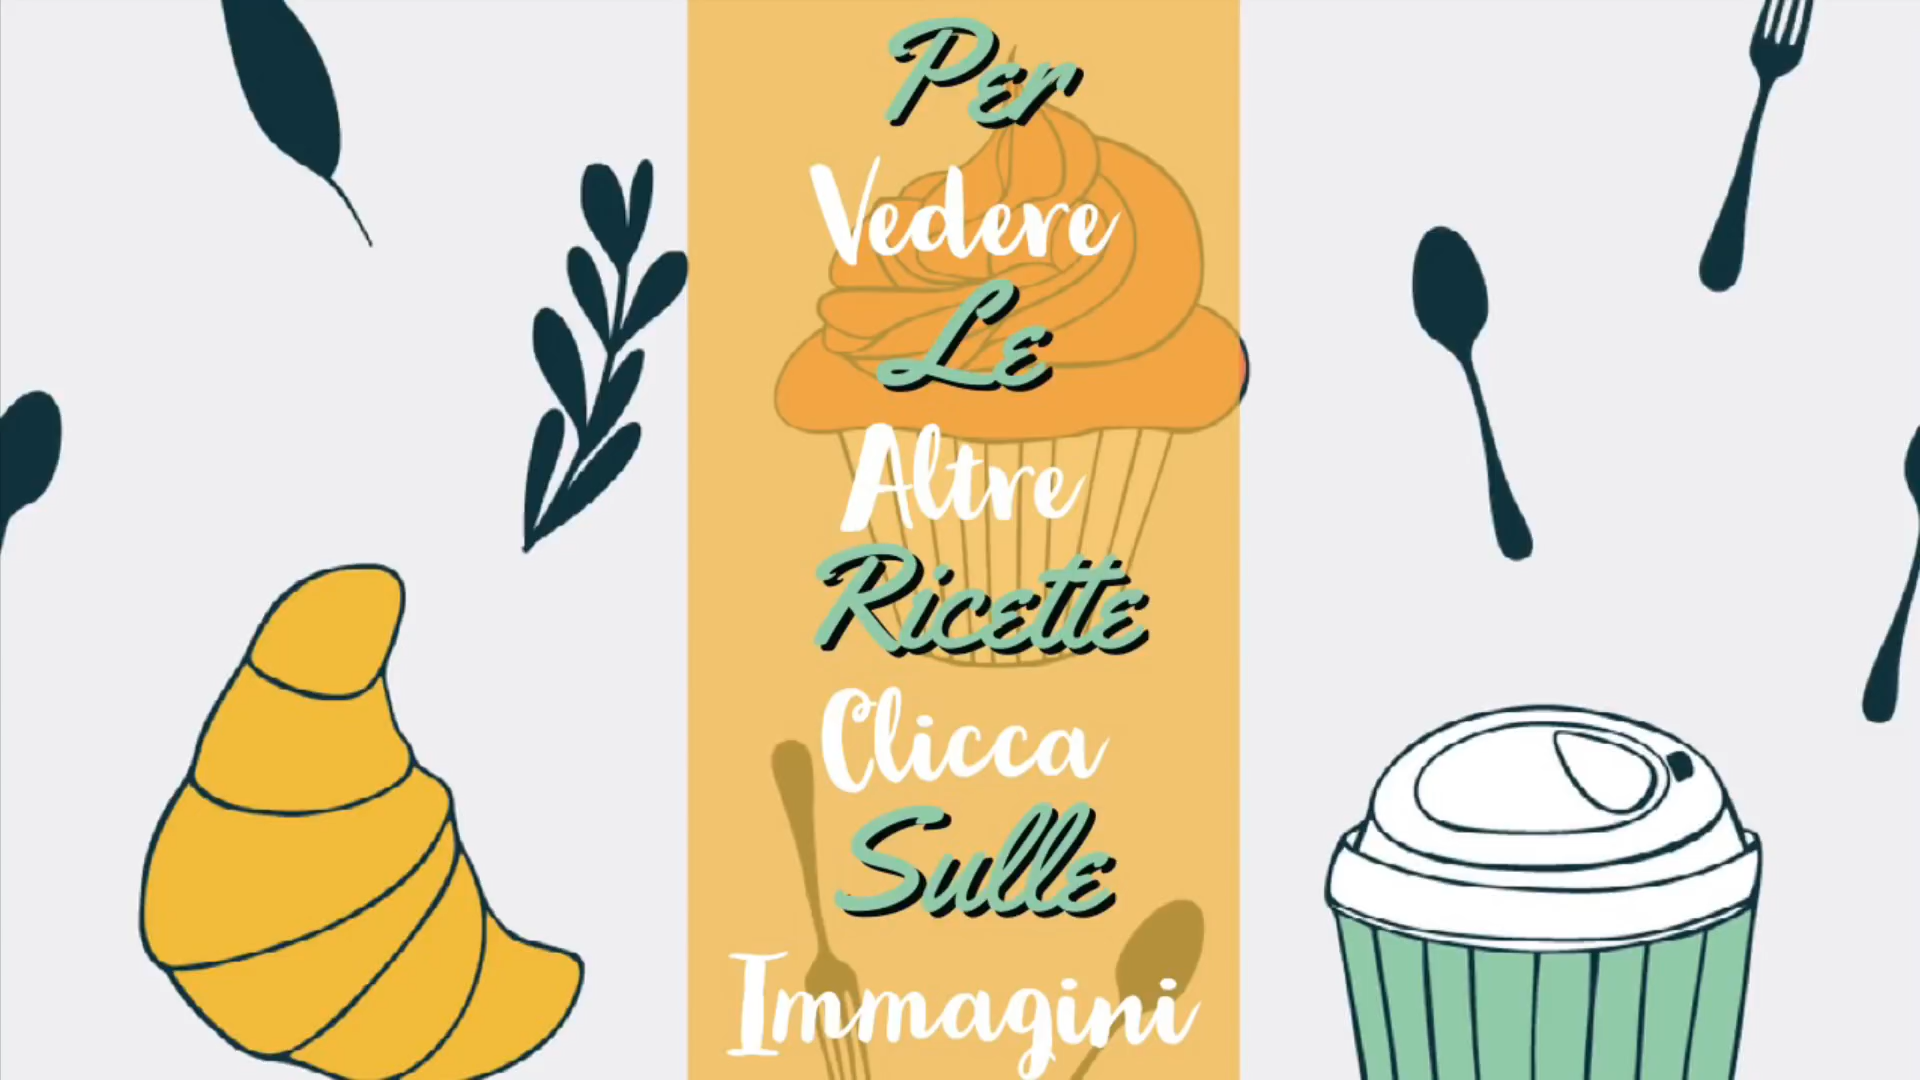 Per
Vedere
Le
Altre
Ricette
Clicca
Sulle
Immagini